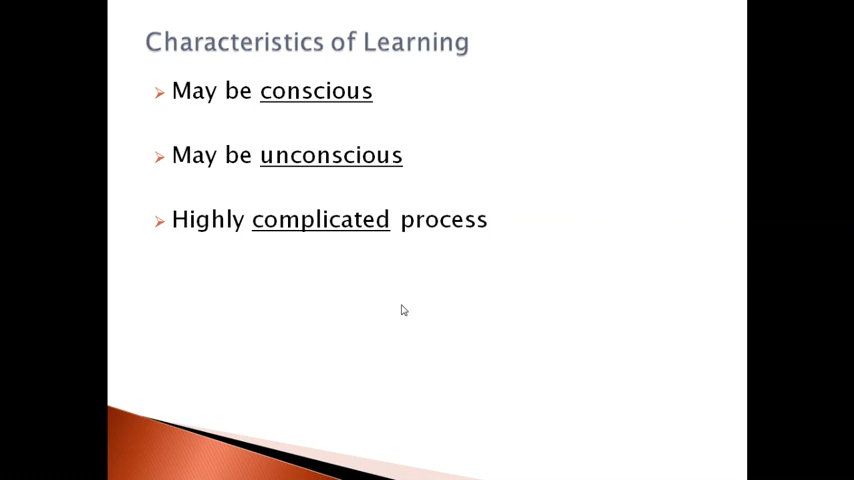 Characteristics of Learning
May be conscious
May be unconscious
Highly complicated process